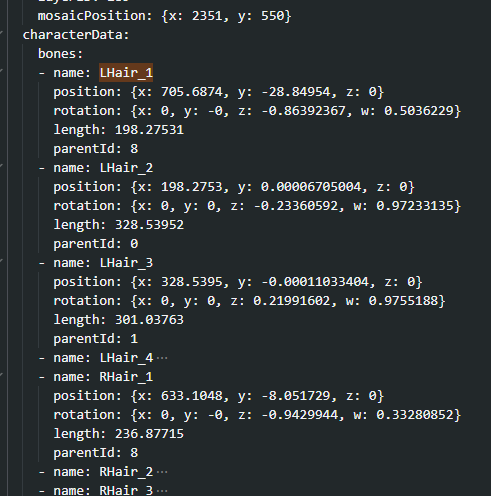 mosaicPosition: {x: 2351, y: 550}
characterData:
bones:
- name: LHair_1
position: {x: 705.6874, y: -28.84954, z: 0}
rotation: {x: 0, y: -0, z: -0.86392367, w: 0.5036229}
length: 198.27531
parentId: 8
- name: LHair_2
position: {x: 198.2753, y: 0.00006705004, z: 0}
rotation: {x: 0, y: 0, z: -0.23360592, w: 0.97233135}
length: 328.53952
parentId: 0
- name: LHair_3
position: {x: 328.5395, y: -0.00011033404, z: 0}
rotation: {x: 0, y: 0, z: 0.21991602, w: 0.9755188}
length: 301.03763
parentId: 1
- name: LHair_4 ···
- name: RHair_1
position: {x: 633.1048, y: -8.051729, z: 0}
rotation: {x: 0, y: -0, z: -0.9429944, w: 0.33280852}
length: 236.87715
parentId: 8
- name: RHair_2 ···
- name: RHair_3 ···